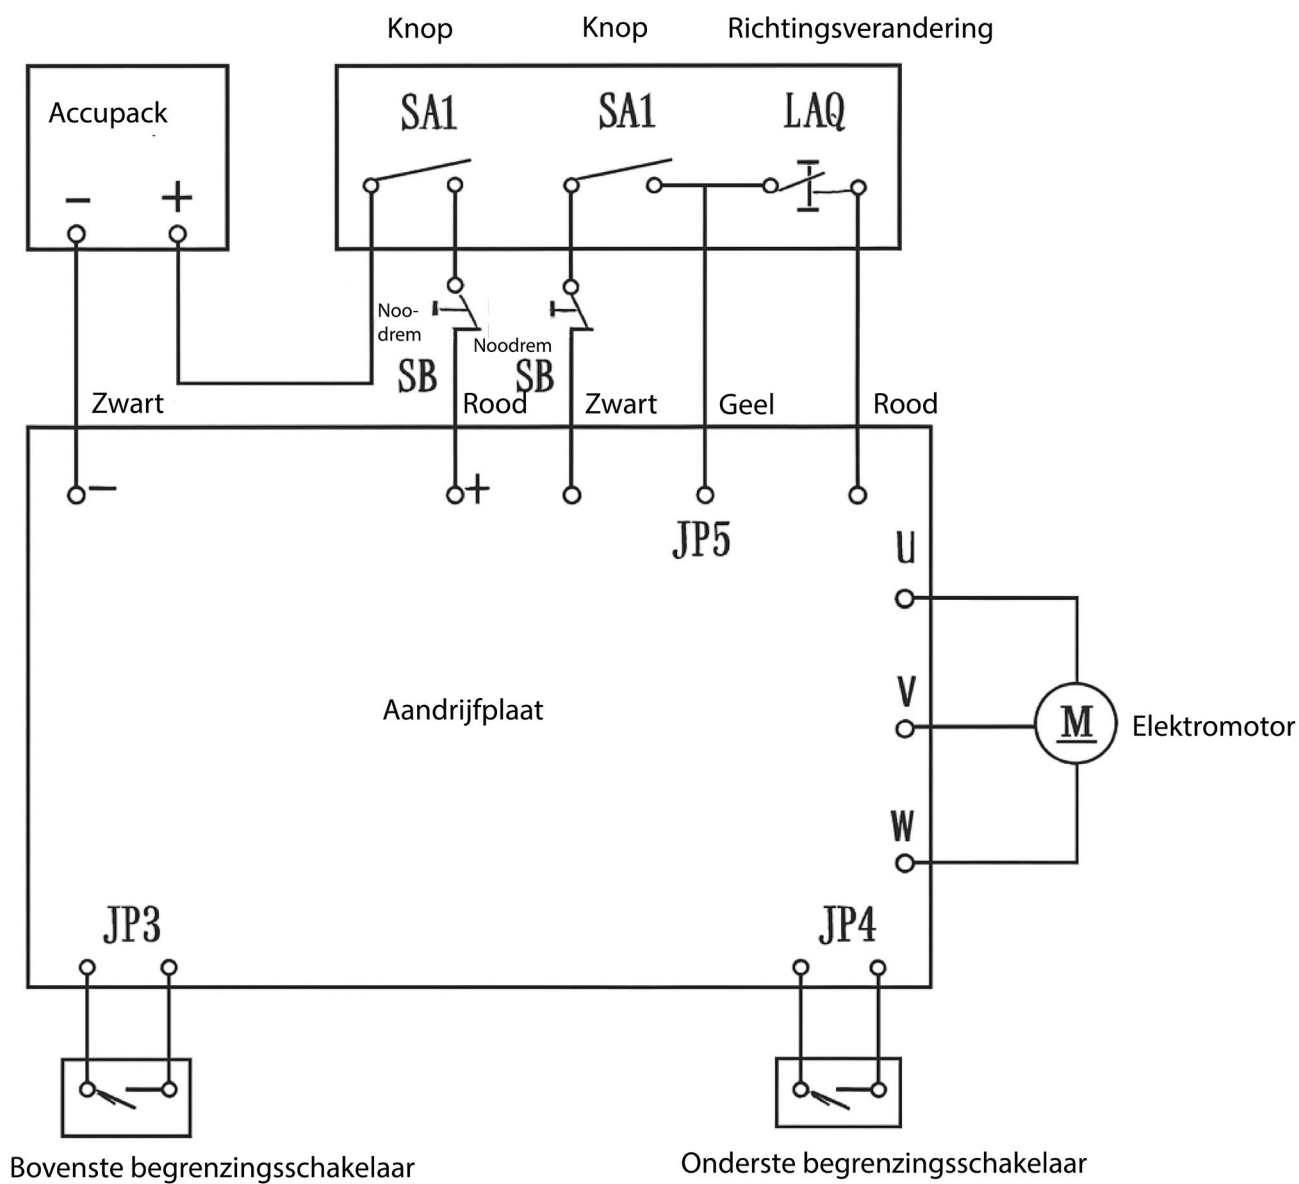 Knop Knop Richtingsverandering
Accupack
SA1 SA1 LAQ
− +
Noo-
drem
Noodrem
SB SB
Zwart Rood Zwart Geel Rood
− +
JP5
U
V
Aandrijfplaat
M Elektromotor
W
JP3 JP4
Bovenste begrenzingsschakelaar Onderste begrenzingsschakelaar